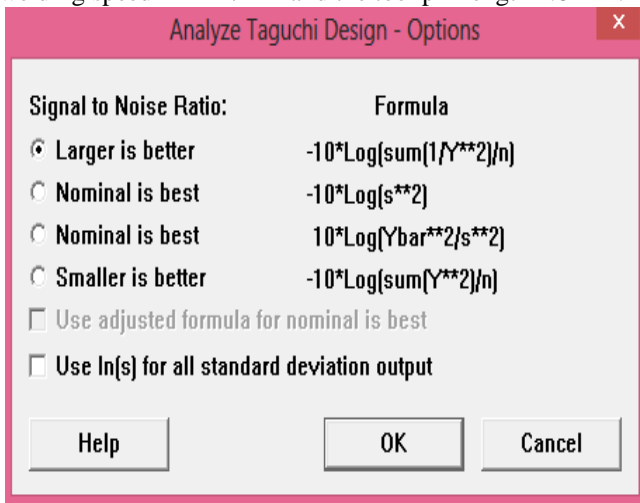 Analyze Taguchi Design - Options
x
Signal to Noise Ratio: Formula
Larger is better -10*Log(sum(1/Y**2)/n)
Nominal is best -10*Log(s**2)
Nominal is best 10*Log(Ybar**2/s**2)
Smaller is better -10*Log(sum(Y**2)/n)
Use adjusted formula for nominal is best
Use ln(s) for all standard deviation output
Help OK Cancel